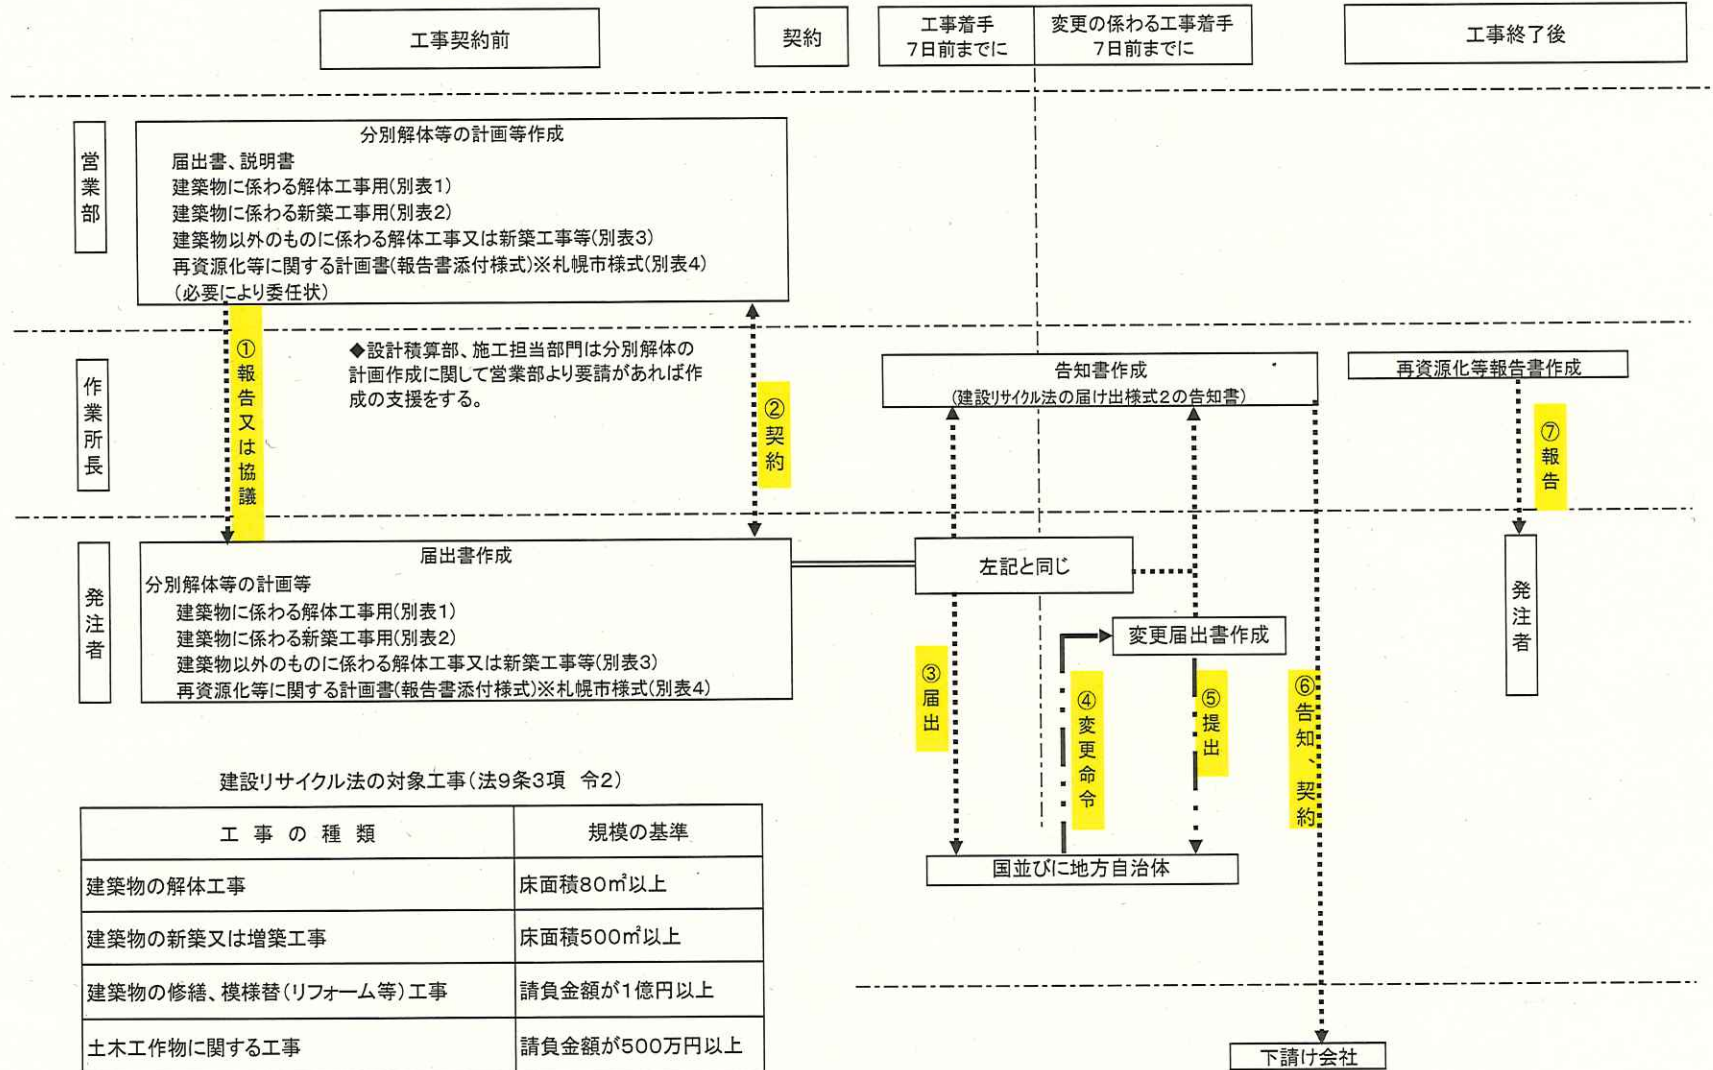 工事契約前
契約
工事着手
7日前までに
変更の係わる工事着手
7日前までに
工事終了後
営業部
分別解体等の計画等作成
届出書、説明書
建築物に係わる解体工事用(別表1)
建築物に係わる新築工事用(別表2)
建築物以外のものに係わる解体工事又は新築工事等(別表3)
再資源化等に関する計画書(報告書添付様式)※札幌市様式(別表4)
(必要により委任状)
①報告又は協議
◆設計積算部、施工担当部門は分別解体の
計画作成に関して営業部より要請があれば作
成の支援をする。
②契約
作業所長
告知書作成
(建設リサイクル法の届け出様式2の告知書)
再資源化等報告書作成
⑦報告
発注者
届出書作成
分別解体等の計画等
建築物に係わる解体工事用(別表1)
建築物に係わる新築工事用(別表2)
建築物以外のものに係わる解体工事又は新築工事等(別表3)
再資源化等に関する計画書(報告書添付様式)※札幌市様式(別表4)
左記と同じ
変更届出書作成
発注者
③届出
④変更命令
⑤提出
⑥告知、契約
国並びに地方自治体
下請け会社
建設リサイクル法の対象工事(法9条3項 令2)
工事の種類
規模の基準
建築物の解体工事
床面積80㎡以上
建築物の新築又は増築工事
床面積500㎡以上
建築物の修繕、模様替(リフォーム等)工事
請負金額が1億円以上
土木工作物に関する工事
請負金額が500万円以上